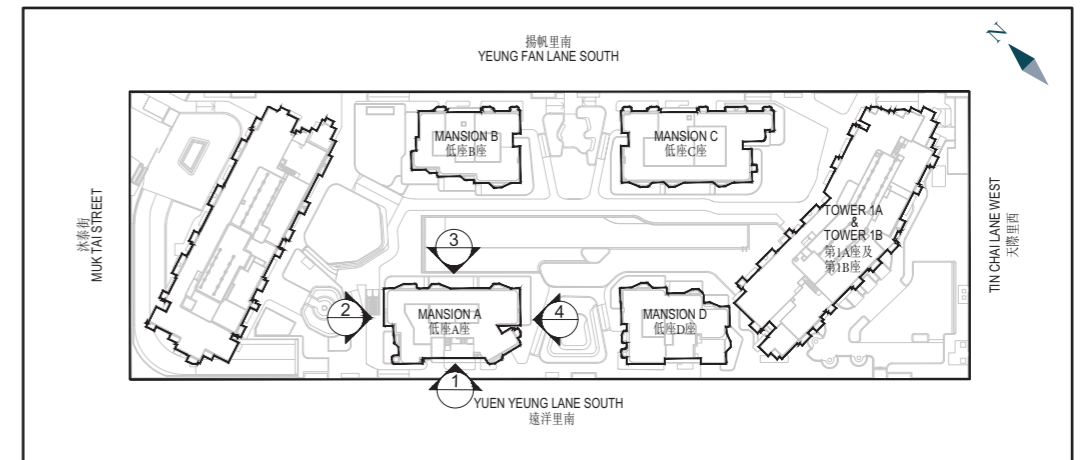 揚帆里南
YEUNG FAN LANE SOUTH
N
MANSION B
低座B座
MANSION C
低座C座
沐泰街
MUK TAI STREET
TOWER 1A
&
TOWER 1B
第1A座及
第1B座
TIN CHAI LANE WEST
天際里西
3
2
MANSION A
低座A座
4
MANSION D
低座D座
1
YUEN YEUNG LANE SOUTH
遠洋里南